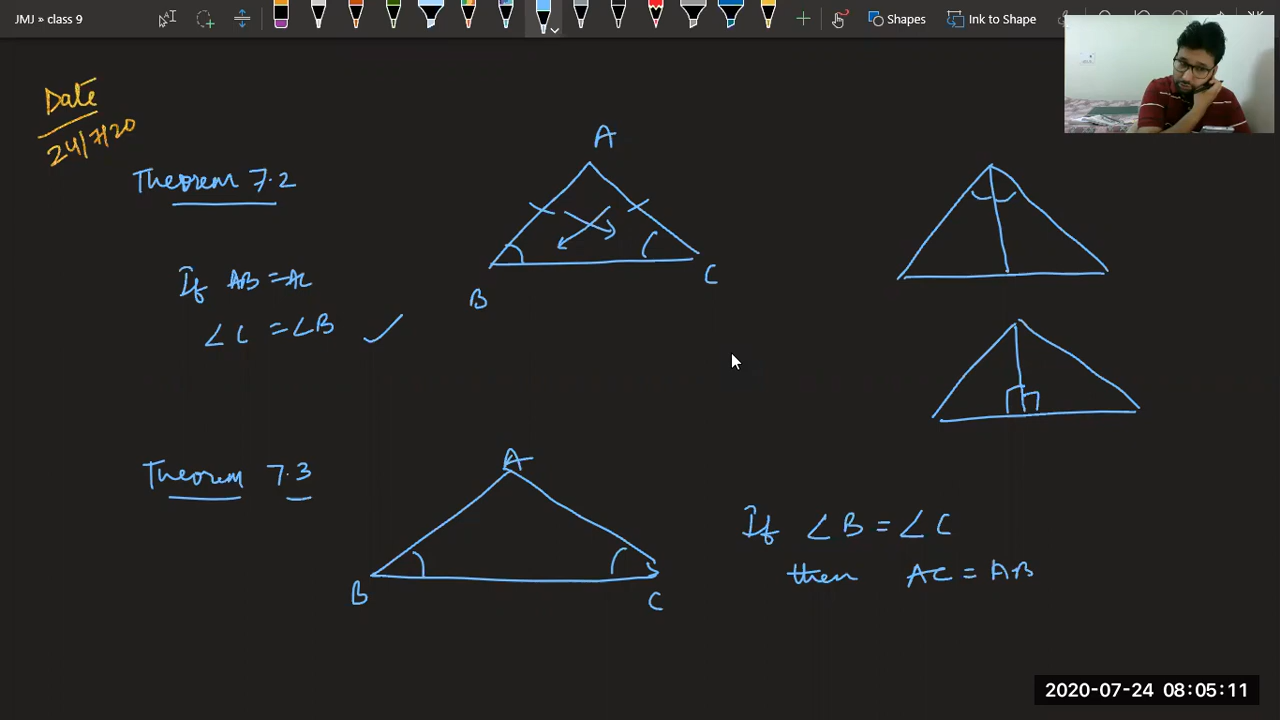 JMJ » class 9
Shapes
Ink to Shape
Date
24/7/20
Theorem 7.2
If AB = AC
∠C = ∠B ✓
A
B
C
Theorem 7.3
A
B
C
If ∠B = ∠C
then AC = AB
2020-07-24 08:05:11